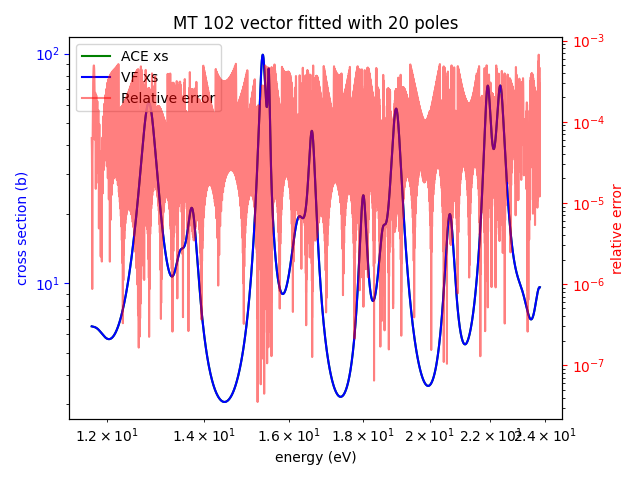 MT 102 vector fitted with 20 poles
ACE xs
VF xs
Relative error
cross section (b)
10²
10¹
10⁻³
10⁻⁴
10⁻⁵
10⁻⁶
10⁻⁷
relative error
1.2 × 10¹ 1.4 × 10¹ 1.6 × 10¹ 1.8 × 10¹ 2 × 10¹ 2.2 × 10¹ 2.4 × 10¹
energy (eV)